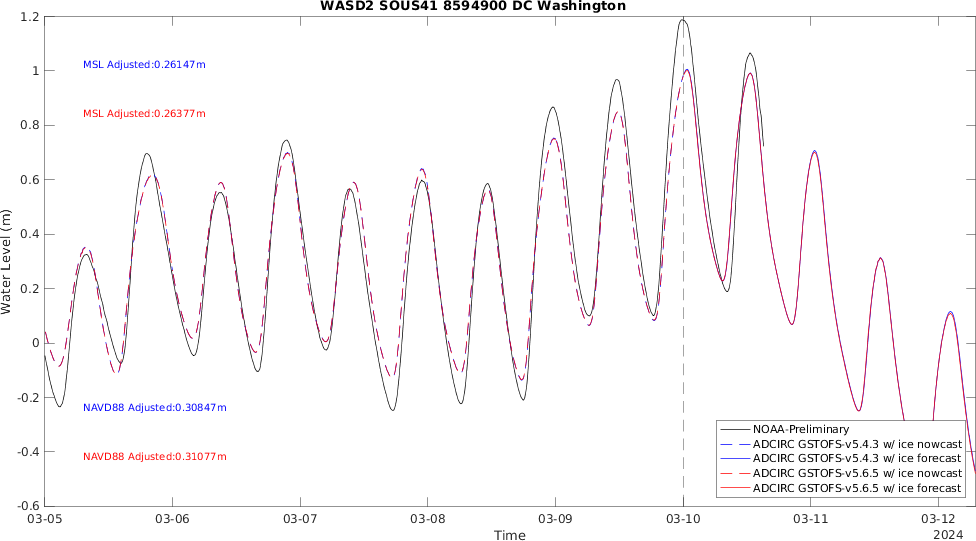 WASD2 SOUS41 8594900 DC Washington
1.2
1
0.8
0.6
0.4
0.2
0
-0.2
-0.4
-0.6
Water Level (m)
MSL Adjusted:0.26147m
MSL Adjusted:0.26377m
NAVD88 Adjusted:0.30847m
NAVD88 Adjusted:0.31077m
NOAA-Preliminary
ADCIRC GSTOFS-v5.4.3 w/ ice nowcast
ADCIRC GSTOFS-v5.4.3 w/ ice forecast
ADCIRC GSTOFS-v5.6.5 w/ ice nowcast
ADCIRC GSTOFS-v5.6.5 w/ ice forecast
03-05 03-06 03-07 03-08 03-09 03-10 03-11 03-12
Time
2024